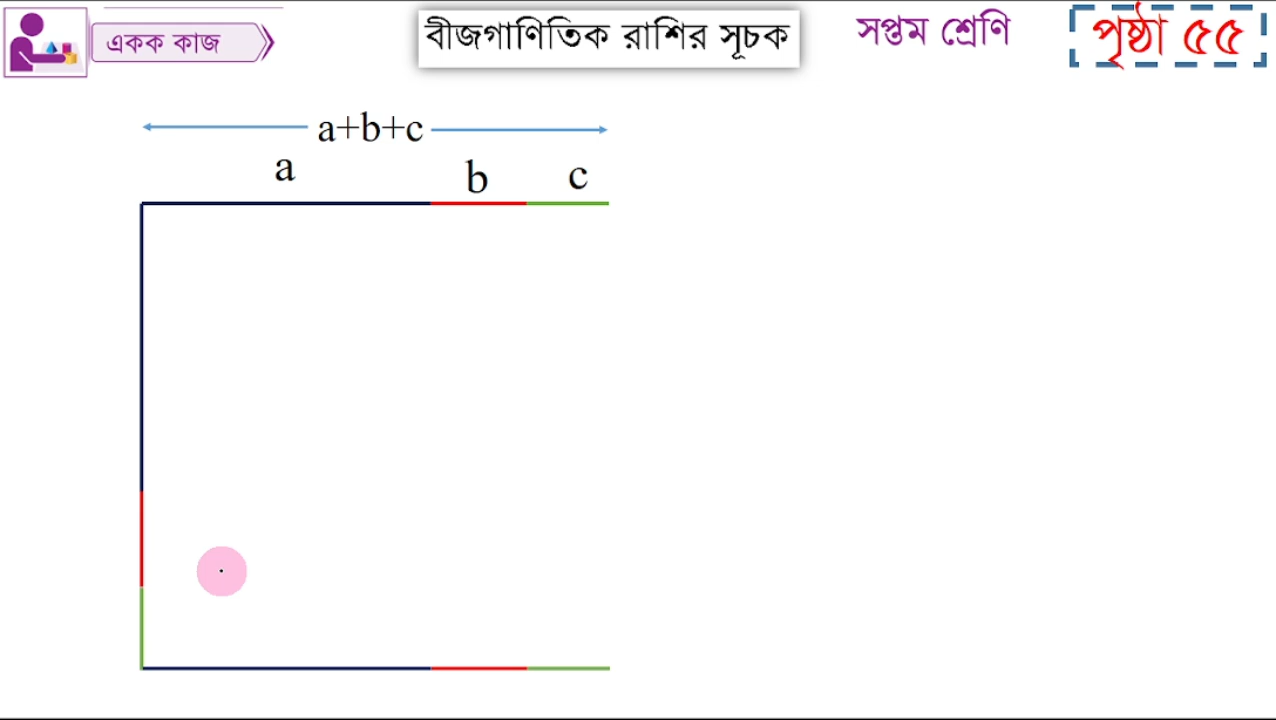 একক কাজ
বীজগাণিতিক রাশির সূচক
সপ্তম শ্রেণি
পৃষ্ঠা ৫৫
a+b+c
a b c